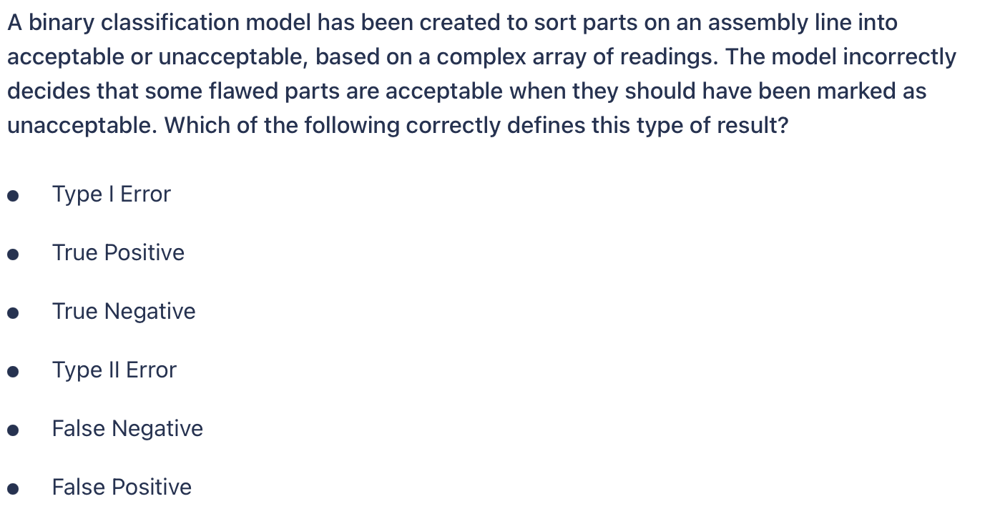 A binary classification model has been created to sort parts on an assembly line into
acceptable or unacceptable, based on a complex array of readings. The model incorrectly
decides that some flawed parts are acceptable when they should have been marked as
unacceptable. Which of the following correctly defines this type of result?
Type I Error
True Positive
True Negative
Type II Error
False Negative
False Positive